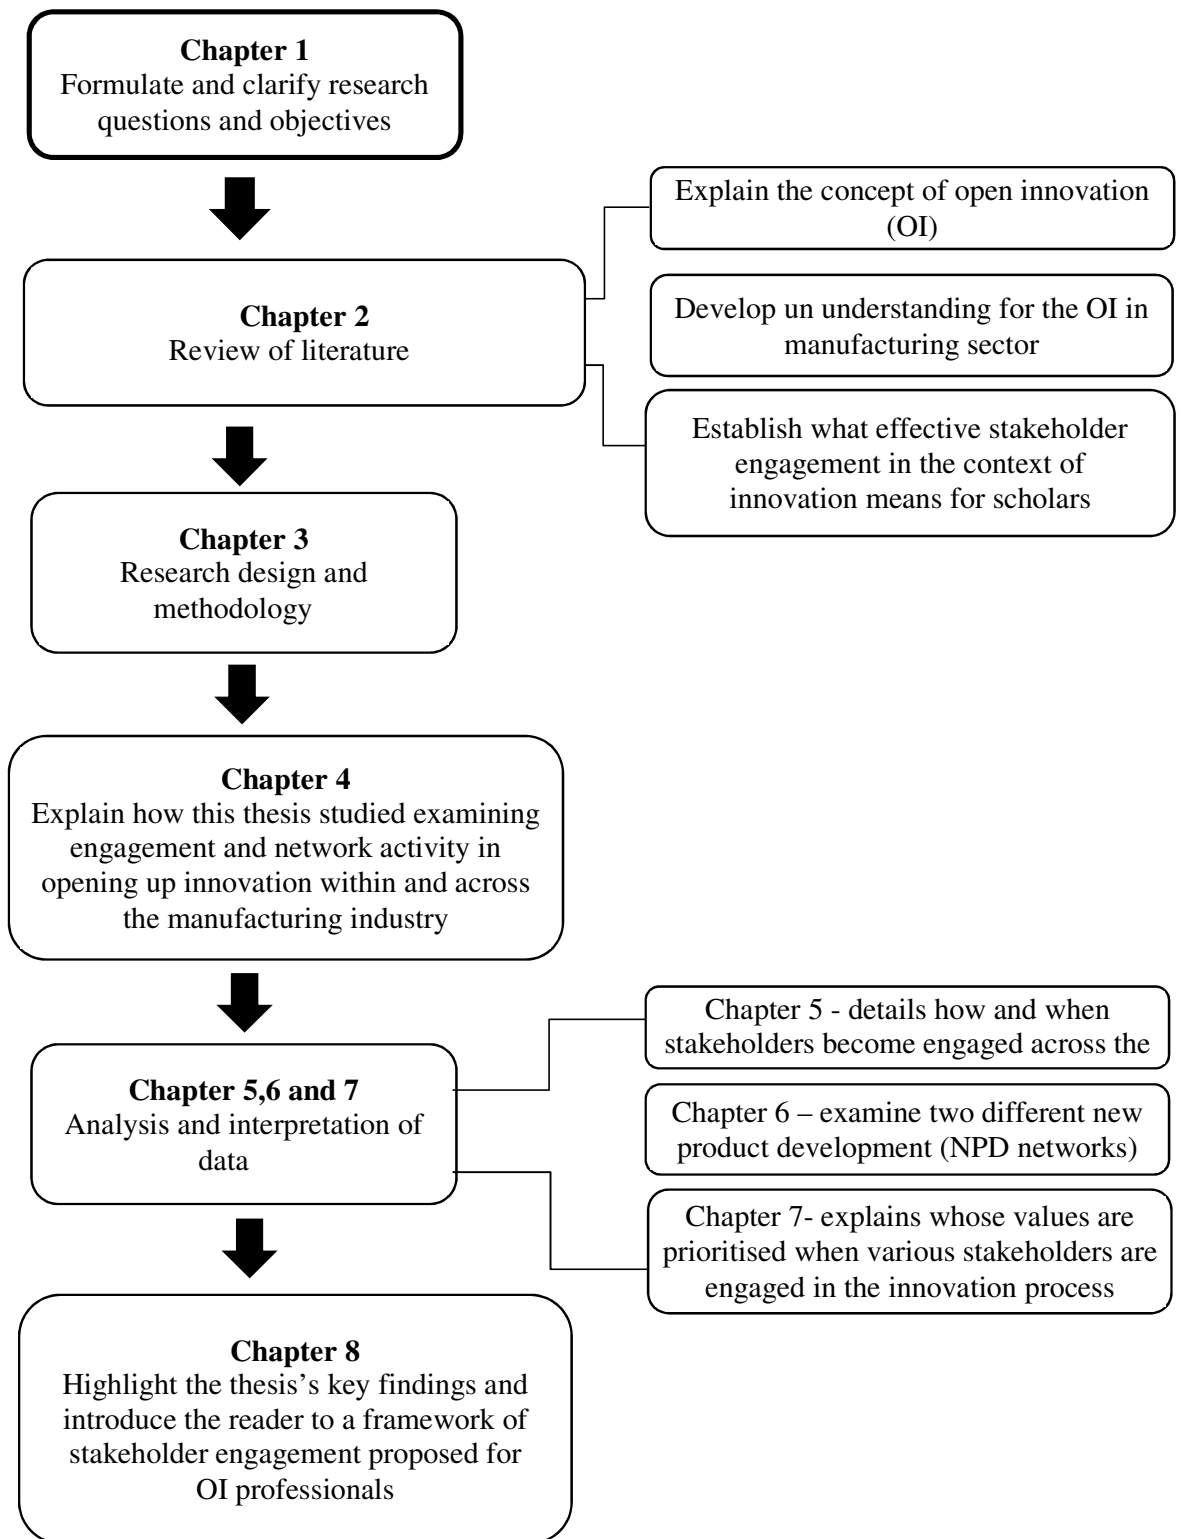 Chapter 1
Formulate and clarify research
questions and objectives
Chapter 2
Review of literature
Explain the concept of open innovation
(OI)
Develop un understanding for the OI in
manufacturing sector
Establish what effective stakeholder
engagement in the context of
innovation means for scholars
Chapter 3
Research design and
methodology
Chapter 4
Explain how this thesis studied examining
engagement and network activity in
opening up innovation within and across
the manufacturing industry
Chapter 5,6 and 7
Analysis and interpretation of
data
Chapter 5 - details how and when
stakeholders become engaged across the
Chapter 6 – examine two different new
product development (NPD networks)
Chapter 7- explains whose values are
prioritised when various stakeholders are
engaged in the innovation process
Chapter 8
Highlight the thesis’s key findings and
introduce the reader to a framework of
stakeholder engagement proposed for
OI professionals